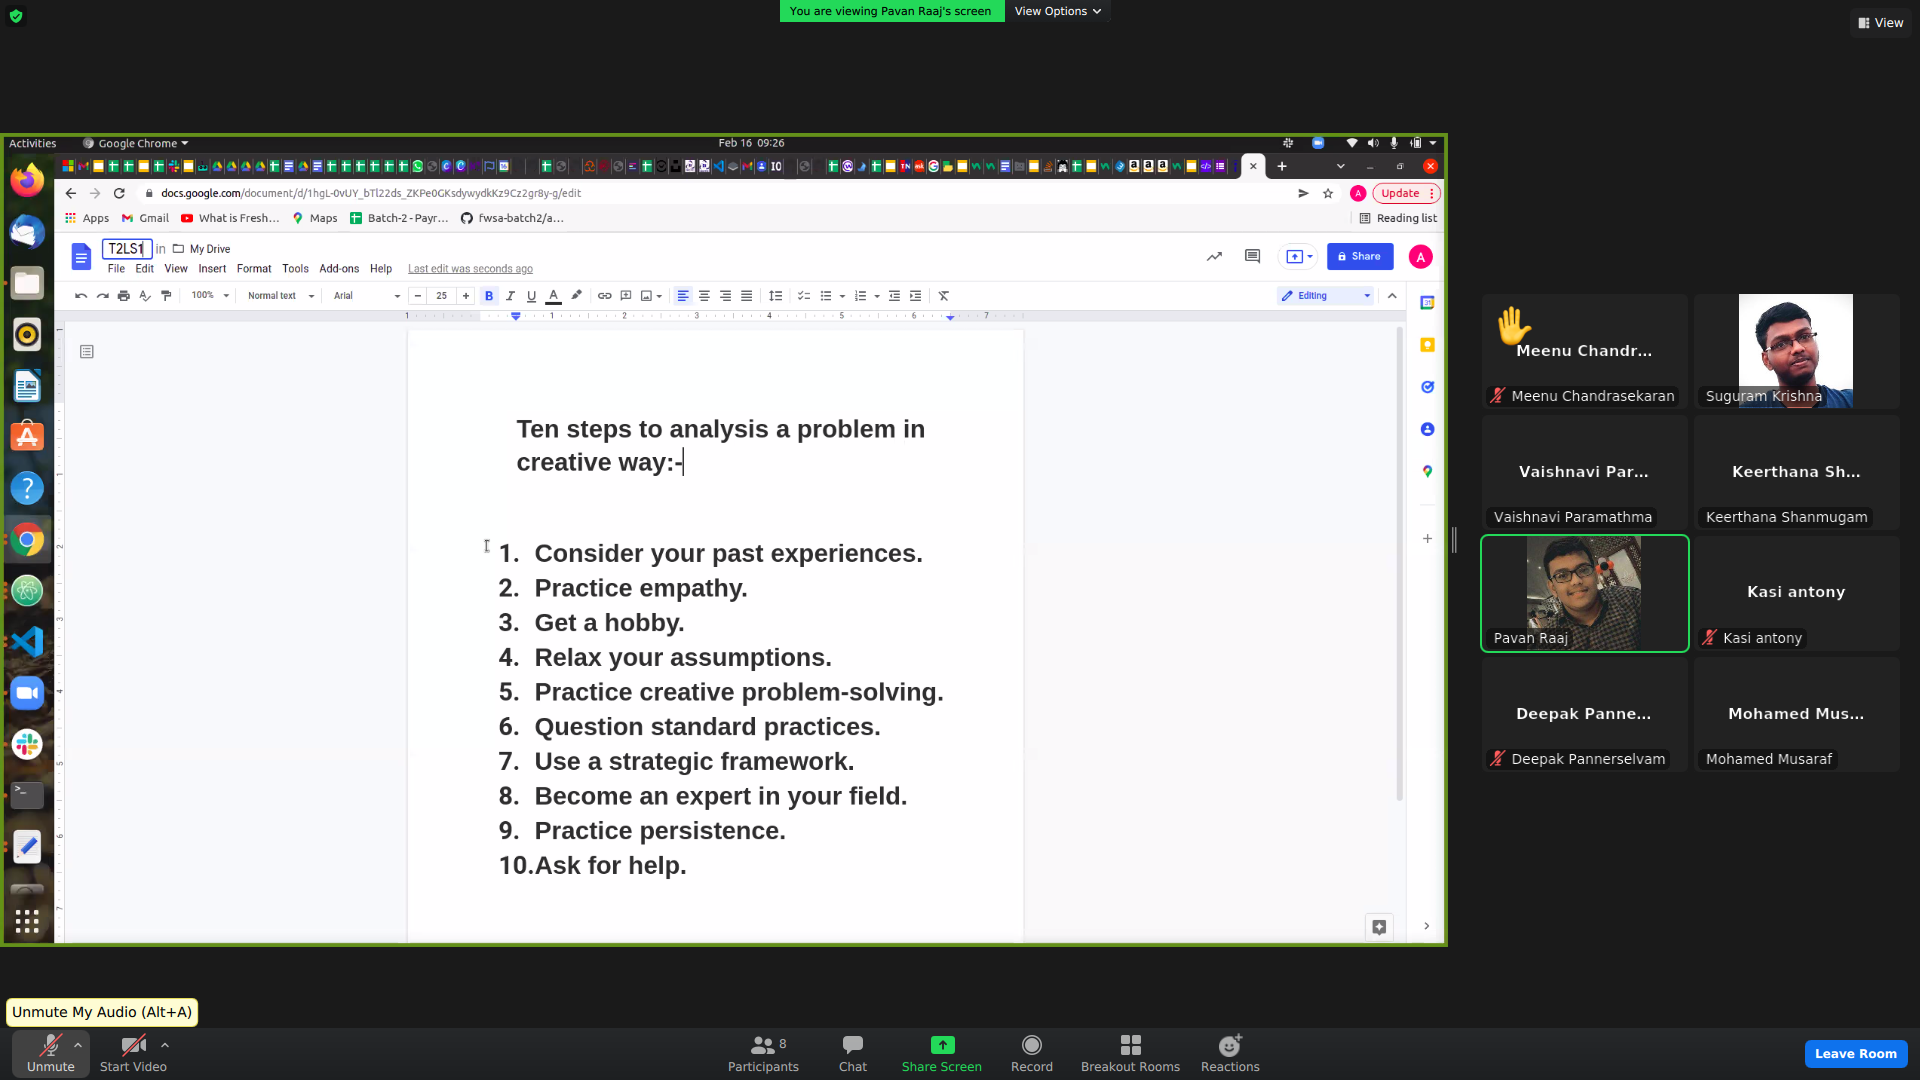 You are viewing Pavan Raaj's screen
View Options
View
Activities
Google Chrome
Feb 16 09:26
docs.google.com/document/d/1hgL-0vUY_bTl22ds_ZKPe0GKsdywydkKz9Cz2gr8y-g/edit
A
Update
Apps
Gmail
What is Fresh...
Maps
Batch-2 - Payr...
fwsa-batch2/a...
Reading list
T2LS1
in
My Drive
Share
A
File
Edit
View
Insert
Format
Tools
Add-ons
Help
Last edit was seconds ago
100%
Normal text
Arial
25
Editing
Ten steps to analysis a problem in
creative way:-
1. Consider your past experiences.
2. Practice empathy.
3. Get a hobby.
4. Relax your assumptions.
5. Practice creative problem-solving.
6. Question standard practices.
7. Use a strategic framework.
8. Become an expert in your field.
9. Practice persistence.
10.Ask for help.
Meenu Chandr...
Meenu Chandrasekaran
Suguram Krishna
Vaishnavi Par...
Vaishnavi Paramathma
Keerthana Sh...
Keerthana Shanmugam
Pavan Raaj
Kasi antony
Kasi antony
Deepak Panne...
Deepak Pannerselvam
Mohamed Mus...
Mohamed Musaraf
Unmute My Audio (Alt+A)
Unmute
Start Video
Participants
8
Chat
Share Screen
Record
Breakout Rooms
Reactions
Leave Room